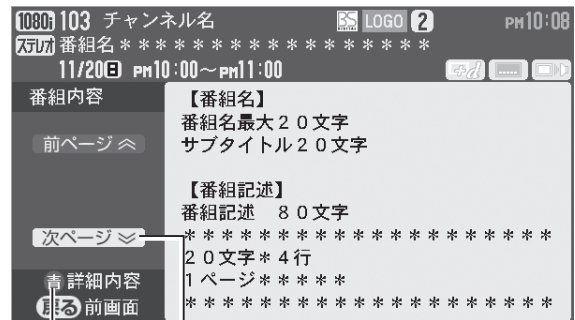 1080i 103 チャンネル名 BS DIGITAL LOGO 2 PM10:08
ステレオ 番組名＊＊＊＊＊＊＊＊＊＊＊＊＊＊＊＊＊
11/20日 PM10:00～PM11:00 +d
番組内容
前ページ
次ページ
青 詳細内容
戻る 前画面
【番組名】
番組名最大２０文字
サブタイトル２０文字
【番組記述】
番組記述　８０文字
＊＊＊＊＊＊＊＊＊＊＊＊＊＊＊＊＊＊＊＊
２０文字＊４行
１ページ＊＊＊＊＊
＊＊＊＊＊＊＊＊＊＊＊＊＊＊＊＊＊＊＊＊